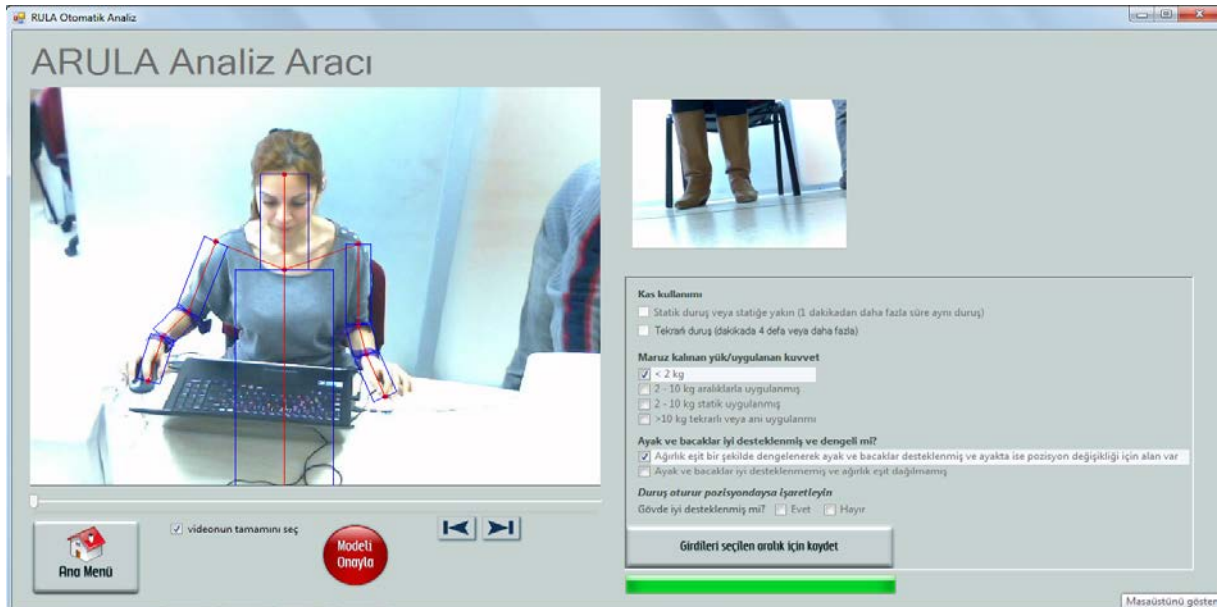 RULA Otomatik Analiz
ARULA Analiz Aracı
Kas kullanımı
Statik duruş veya statiğe yakın (1 dakikadan daha fazla süre aynı duruş)
Tekrarlı duruş (dakikada 4 defa veya daha fazla)
Maruz kalınan yük/uygulanan kuvvet
< 2 kg
2 - 10 kg aralıklarla uygulanmış
2 - 10 kg statik uygulanmış
>10 kg tekrarlı veya ani uygulanımı
Ayak ve bacaklar iyi desteklenmiş ve dengeli mi?
Ağırlık eşit bir şekilde dengelenerek ayak ve bacaklar desteklenmiş ve ayakta ise pozisyon değişikliği için alan var
Ayak ve bacaklar iyi desteklenmemiş ve ağırlık eşit dağılmamış
Duruş oturur pozisyondaysa işaretleyin
Gövde iyi desteklenmiş mi? Evet Hayır
Girdileri seçilen aralık için kaydet
videonun tamamını seç
Modeli
Onayla
Ana Menü
Masaüstünü göster